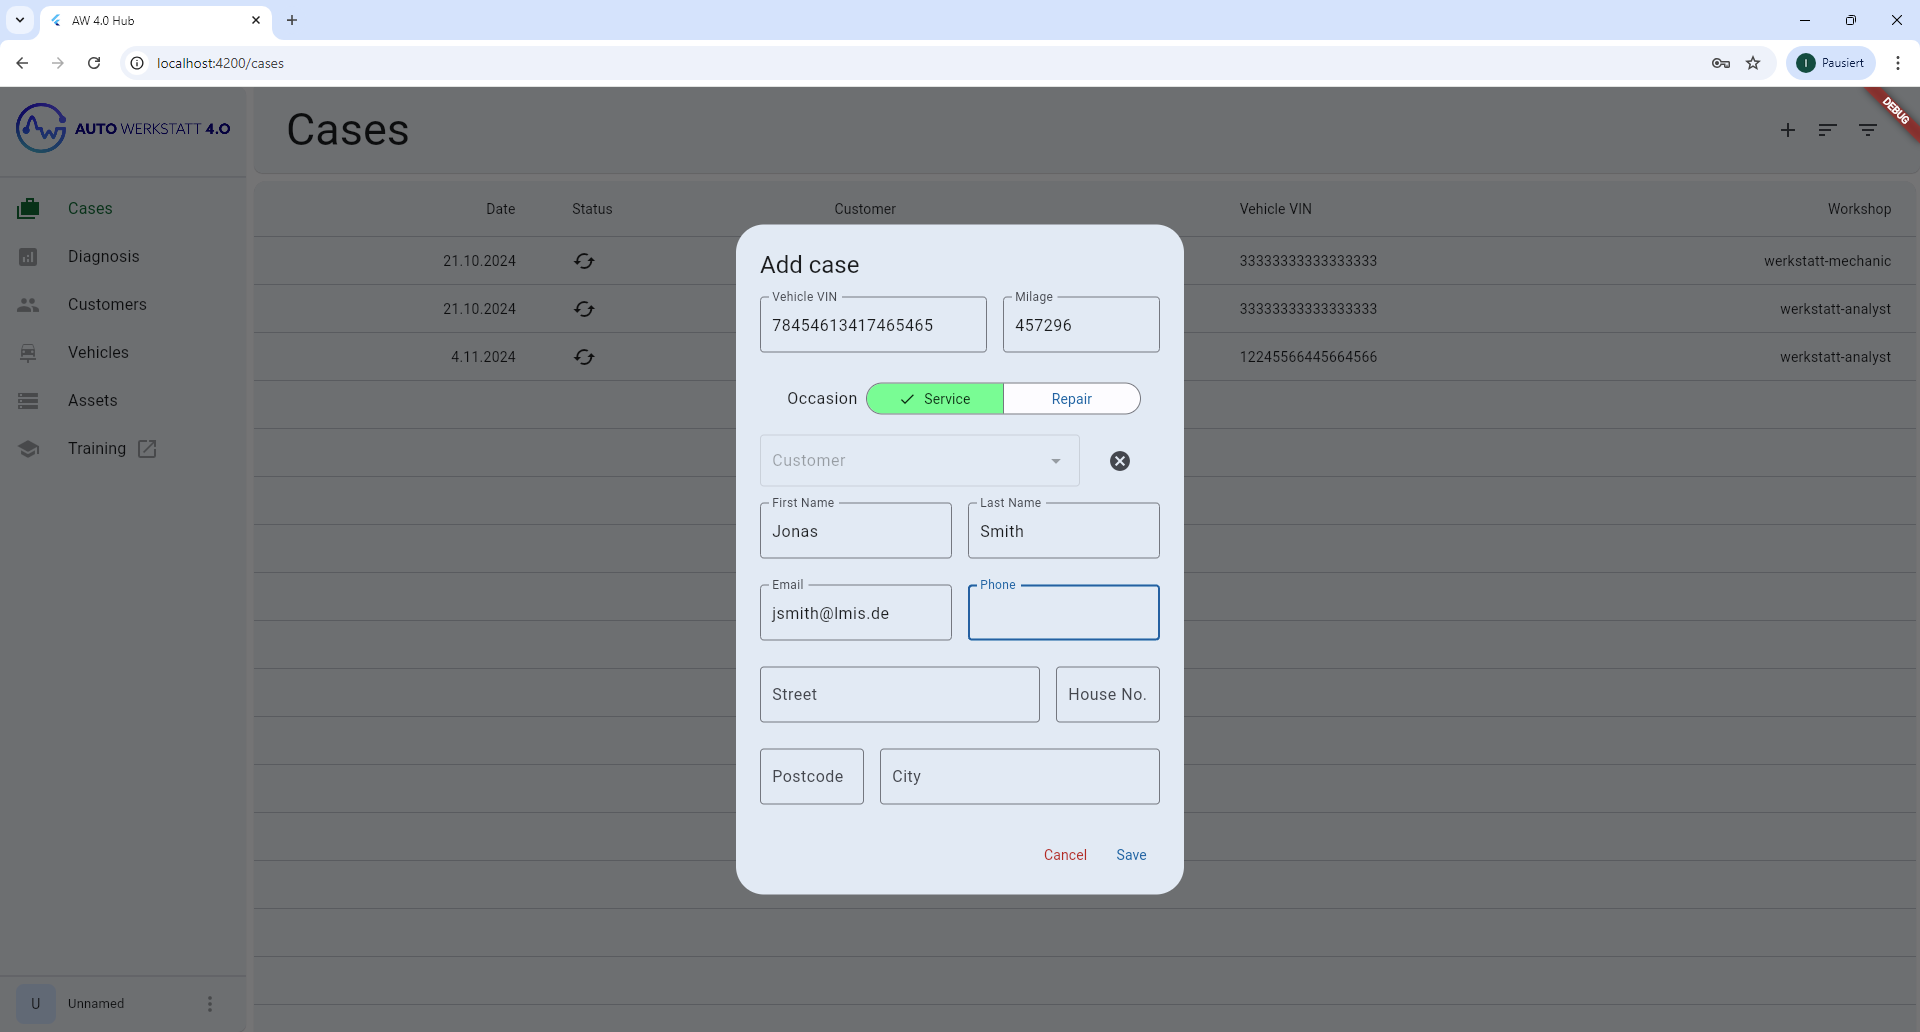 AW 4.0 Hub
localhost:4200/cases
I Pausiert
AUTO WERKSTATT 4.0
Cases
DEBUG
Cases
Diagnosis
Customers
Vehicles
Assets
Training
Date Status Customer Vehicle VIN Workshop
21.10.2024 33333333333333333 werkstatt-mechanic
21.10.2024 33333333333333333 werkstatt-analyst
4.11.2024 12245566445664566 werkstatt-analyst
Add case
Vehicle VIN Milage
78454613417465465 457296
Occasion Service Repair
Customer
First Name Last Name
Jonas Smith
Email Phone
jsmith@lmis.de
Street House No.
Postcode City
Cancel Save
U Unnamed